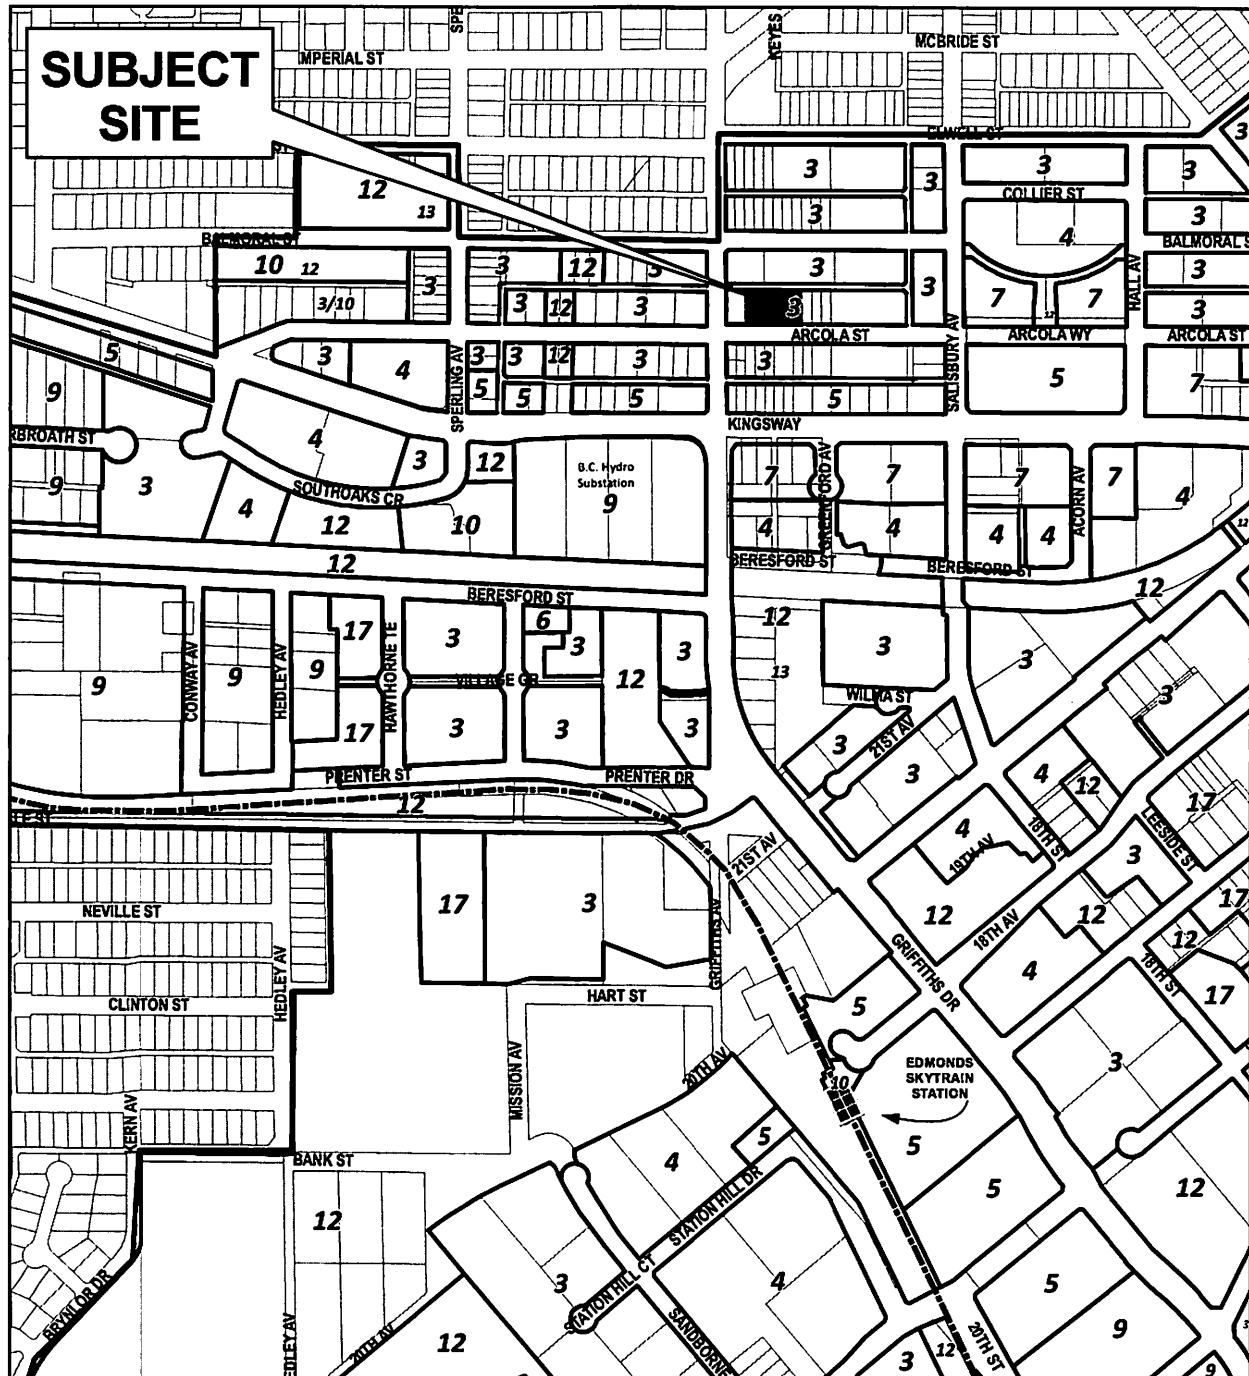 SUBJECT
SITE
IMPERIAL ST
KEYES
MCBRIDE ST
ELWELL ST
3
3
3
3
3
12
13
3
COLLIER ST
3
3
4
BALMORAL ST
BALMORAL S
10
12
3/10
3
3
12
5
3
12
3
3
3
3
7
12
7
HALL AV
3
3
ARCOLA ST
ARCOLA WY
ARCOLA ST
5
3
4
SPERLING AV
3
3
12
3
3
SALISBURY AV
5
7
9
5
5
5
5
KINGSWAY
RBROATH ST
9
3
4
3
12
B.C. Hydro
Substation
9
7
GREENFORD AV
7
7
ACORN AV
7
4
SOUTHOAKS CR
4
12
10
4
4
4
4
12
BERESFORD ST
BERESFORD ST
12
BERESFORD ST
12
9
CONWAY AV
9
HEDLEY AV
9
17
HAWTHORNE TE
3
6
3
12
3
12
13
3
3
3
VILLAGE GR
WILMA ST
17
3
3
3
3
21ST AV
3
PRENTER ST
PRENTER DR
12
4
12
17
18TH ST
LEESIDE ST
4
19TH AV
3
21ST AV
NEVILLE ST
17
3
12
18TH AV
12
17
12
HEDLEY AV
GRIFFITHS AV
GRIFFITHS DR
4
18TH ST
17
CLINTON ST
HART ST
5
MISSION AV
20TH AV
10
EDMONDS
SKYTRAIN
STATION
3
KERN AV
5
5
BANK ST
4
5
12
12
STATION HILL DR
3
STATION HILL CT
4
5
BRYNLOR DR
20TH AV
12
SANDBORNE
3
12
20TH ST
9
9